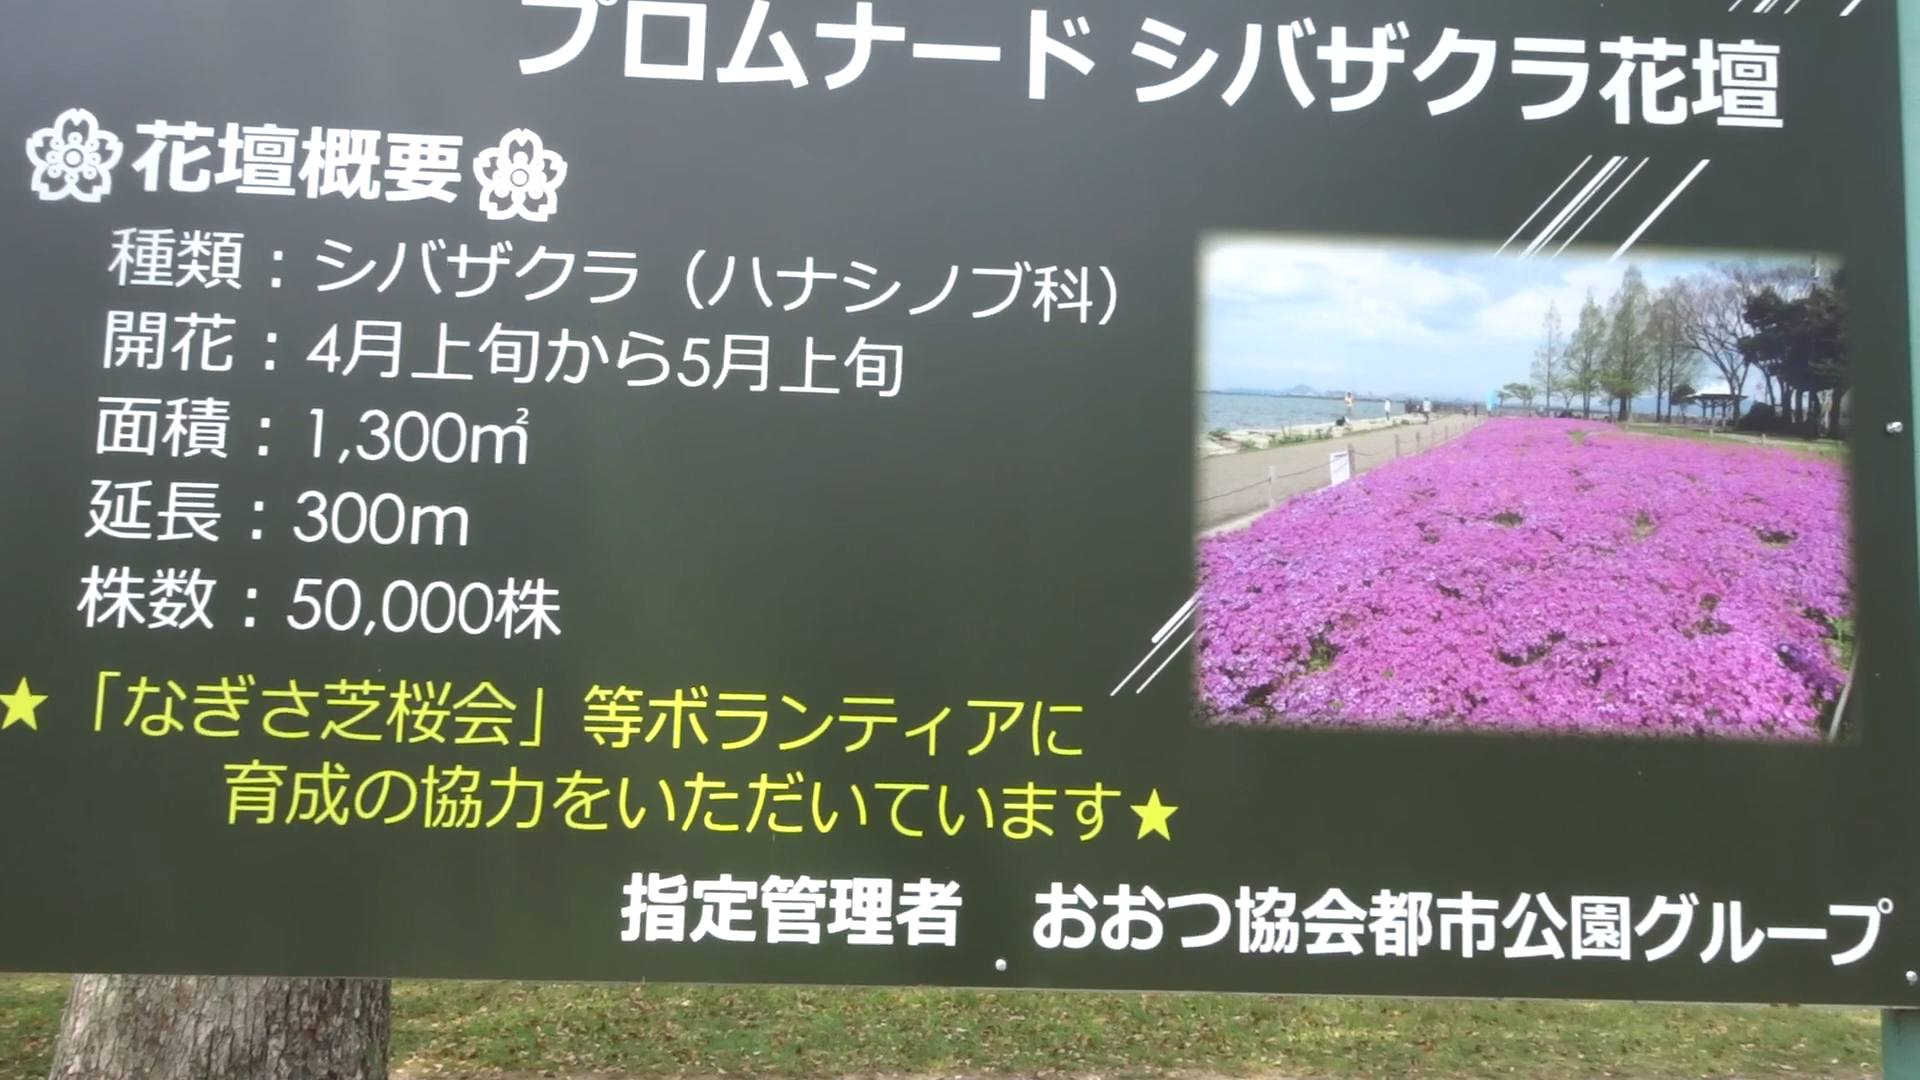 プロムナード シバザクラ花壇
花壇概要
種類：シバザクラ（ハナシノブ科）
開花：4月上旬から5月上旬
面積：1,300㎡
延長：300m
株数：50,000株
★「なぎさ芝桜会」等ボランティアに
育成の協力をいただいています★
指定管理者　おおつ協会都市公園グループ